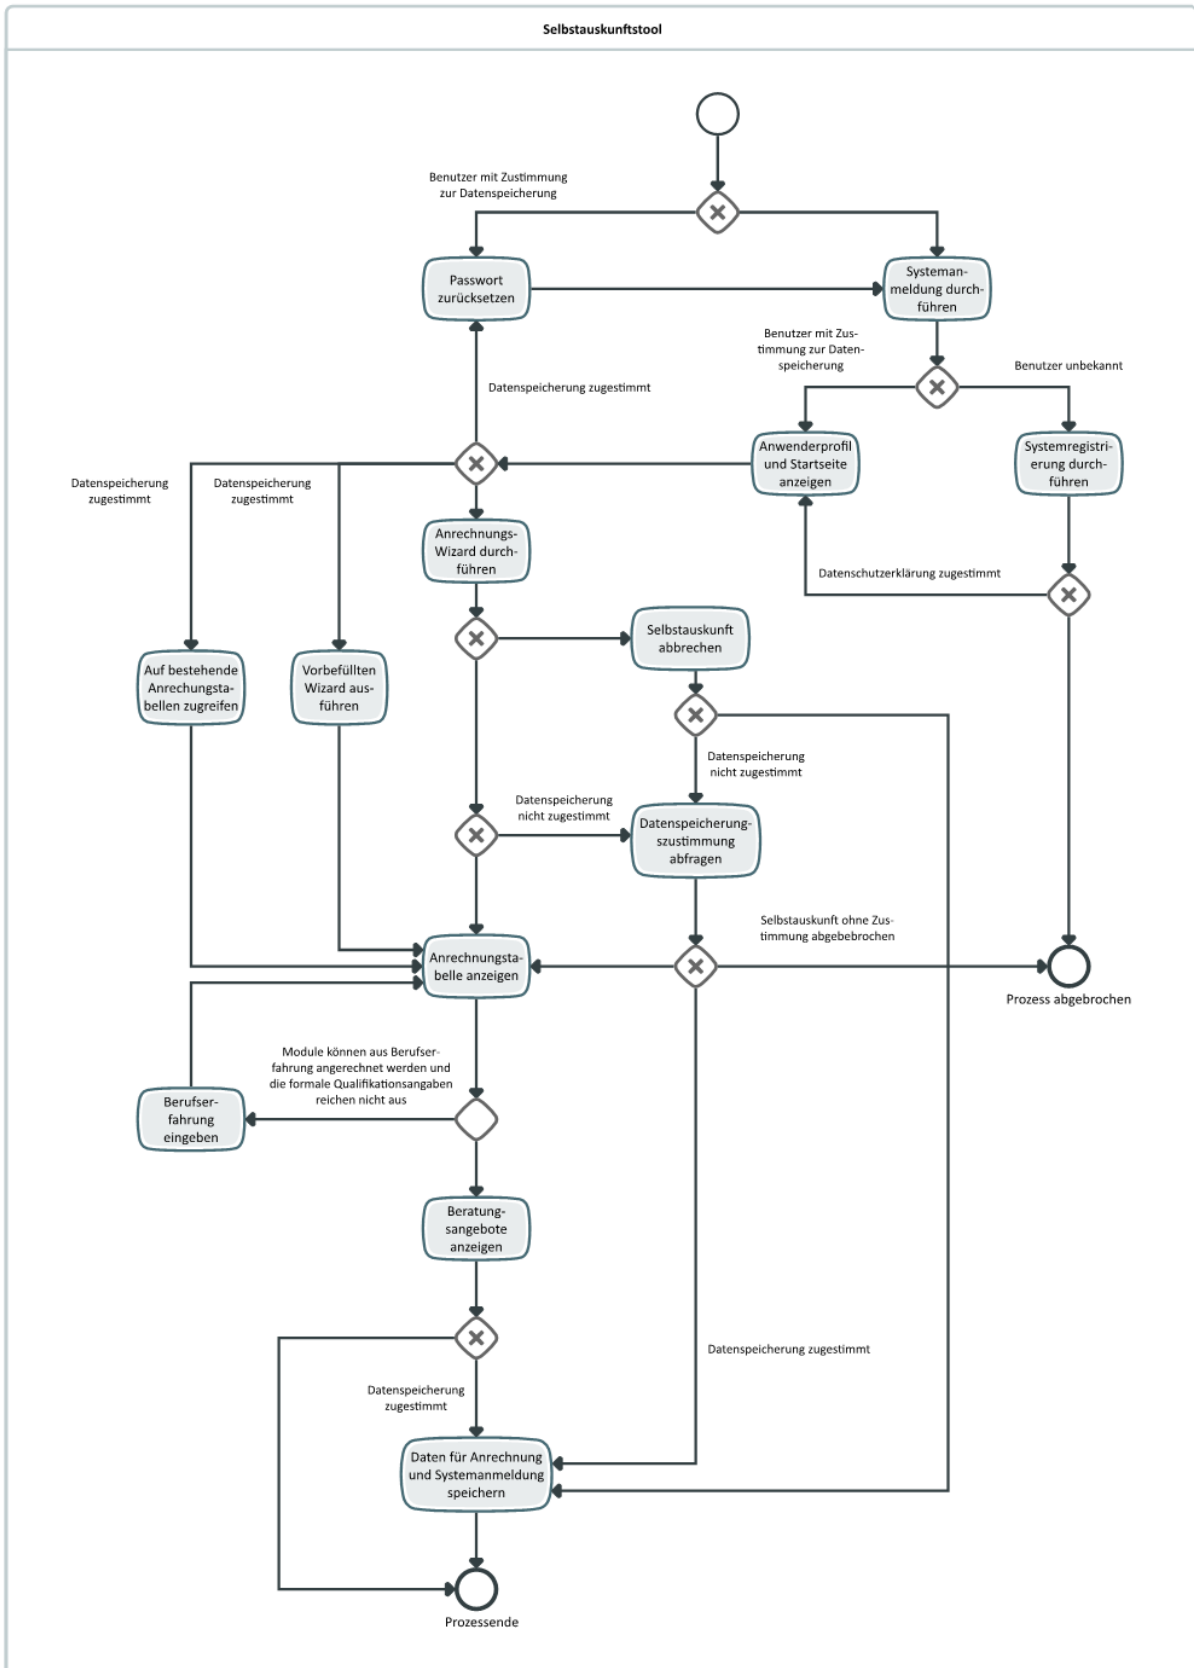 Selbstauskunftstool
Benutzer mit Zustimmung
zur Datenspeicherung
Passwort
zurücksetzen
Systeman-
meldung durch-
führen
Benutzer mit Zus-
timmung zur Daten-
speicherung
Benutzer unbekannt
Datenspeicherung zugestimmt
Anwenderprofil
und Startseite
anzeigen
Systemregistri-
erung durch-
führen
Datenspeicherung
zugestimmt
Datenspeicherung
zugestimmt
Anrechnungs-
Wizard durch-
führen
Datenschutzerklärung zugestimmt
Selbstauskunft
abbrechen
Auf bestehende
Anrechungsta-
bellen zugreifen
Vorbefüllten
Wizard aus-
führen
Datenspeicherung
nicht zugestimmt
Datenspeicherung
nicht zugestimmt
Datenspeicherung-
szustimmung
abfragen
Selbstauskunft ohne Zus-
timmung abgebebrochen
Anrechnungsta-
belle anzeigen
Prozess abgebrochen
Module können aus Berufser-
fahrung angerechnet werden und
die formale Qualifikationsangaben
reichen nicht aus
Berufser-
fahrung
eingeben
Beratung-
sangebote
anzeigen
Datenspeicherung zugestimmt
Datenspeicherung
zugestimmt
Daten für Anrechnung
und Systemanmeldung
speichern
Prozessende